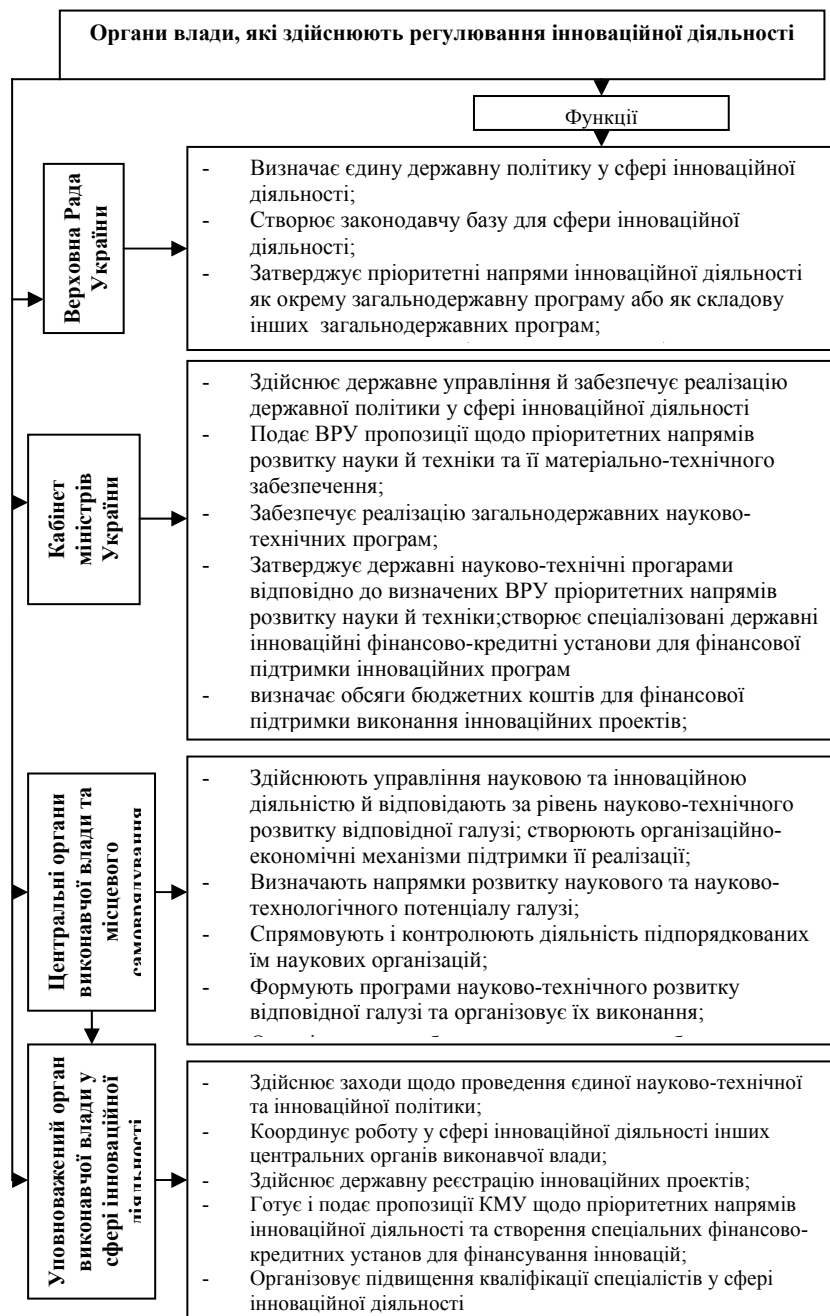 Органи влади, які здійснюють регулювання інноваційної діяльності
Функції
Верховна Рада
України
- Визначає єдину державну політику у сфері інноваційної
діяльності;
- Створює законодавчу базу для сфери інноваційної
діяльності;
- Затверджує пріоритетні напрями інноваційної діяльності
як окрему загальнодержавну програму або як складову
інших загальнодержавних програм;
Кабінет
міністрів
України
- Здійснює державне управління й забезпечує реалізацію
державної політики у сфері інноваційної діяльності
- Подає ВРУ пропозиції щодо пріоритетних напрямів
розвитку науки й техніки та її матеріально-технічного
забезпечення;
- Забезпечує реалізацію загальнодержавних науково-
технічних програм;
- Затверджує державні науково-технічні прогарами
відповідно до визначених ВРУ пріоритетних напрямів
розвитку науки й техніки;створює спеціалізовані державні
інноваційні фінансово-кредитні установи для фінансової
підтримки інноваційних програм
- визначає обсяги бюджетних коштів для фінансової
підтримки виконання інноваційних проектів;
Центральні органи
виконавчої влади та
місцевого
самоврядування
- Здійснюють управління науковою та інноваційною
діяльністю й відповідають за рівень науково-технічного
розвитку відповідної галузі; створюють організаційно-
економічні механізми підтримки її реалізації;
- Визначають напрямки розвитку наукового та науково-
технологічного потенціалу галузі;
- Спрямовують і контролюють діяльність підпорядкованих
їм наукових організацій;
- Формують програми науково-технічного розвитку
відповідної галузі та організовує їх виконання;
Уповноважений орган
виконавчої влади у
сфері інноваційної
діяльності
- Здійснює заходи щодо проведення єдиної науково-технічної
та інноваційної політики;
- Координує роботу у сфері інноваційної діяльності інших
центральних органів виконавчої влади;
- Здійснює державну реєстрацію інноваційних проектів;
- Готує і подає пропозиції КМУ щодо пріоритетних напрямів
інноваційної діяльності та створення спеціальних фінансово-
кредитних установ для фінансування інновацій;
- Організовує підвищення кваліфікації спеціалістів у сфері
інноваційної діяльності